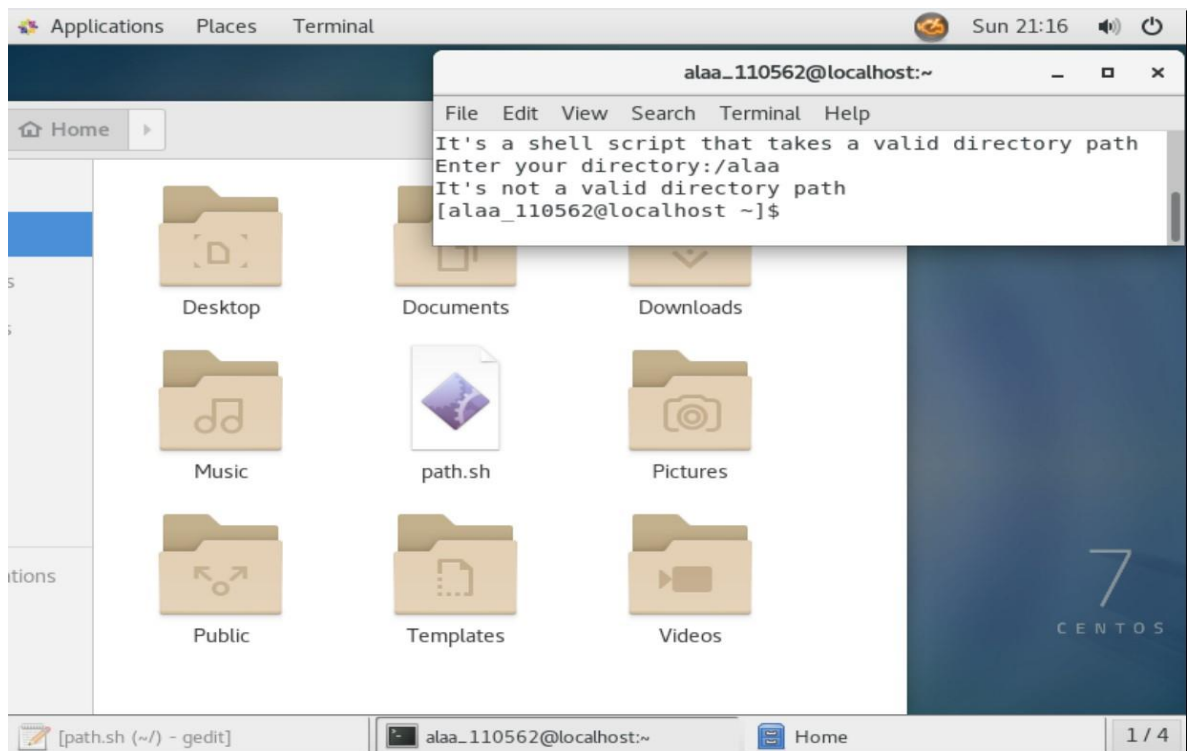 Applications Places Terminal Sun 21:16
alaa_110562@localhost:~
File Edit View Search Terminal Help
It's a shell script that takes a valid directory path
Enter your directory:/alaa
It's not a valid directory path
[alaa_110562@localhost ~]$
Home
s
s
tions
Desktop Documents Downloads
Music path.sh Pictures
Public Templates Videos
7
CENTOS
[path.sh (~/) - gedit] alaa_110562@localhost:~ Home 1 / 4